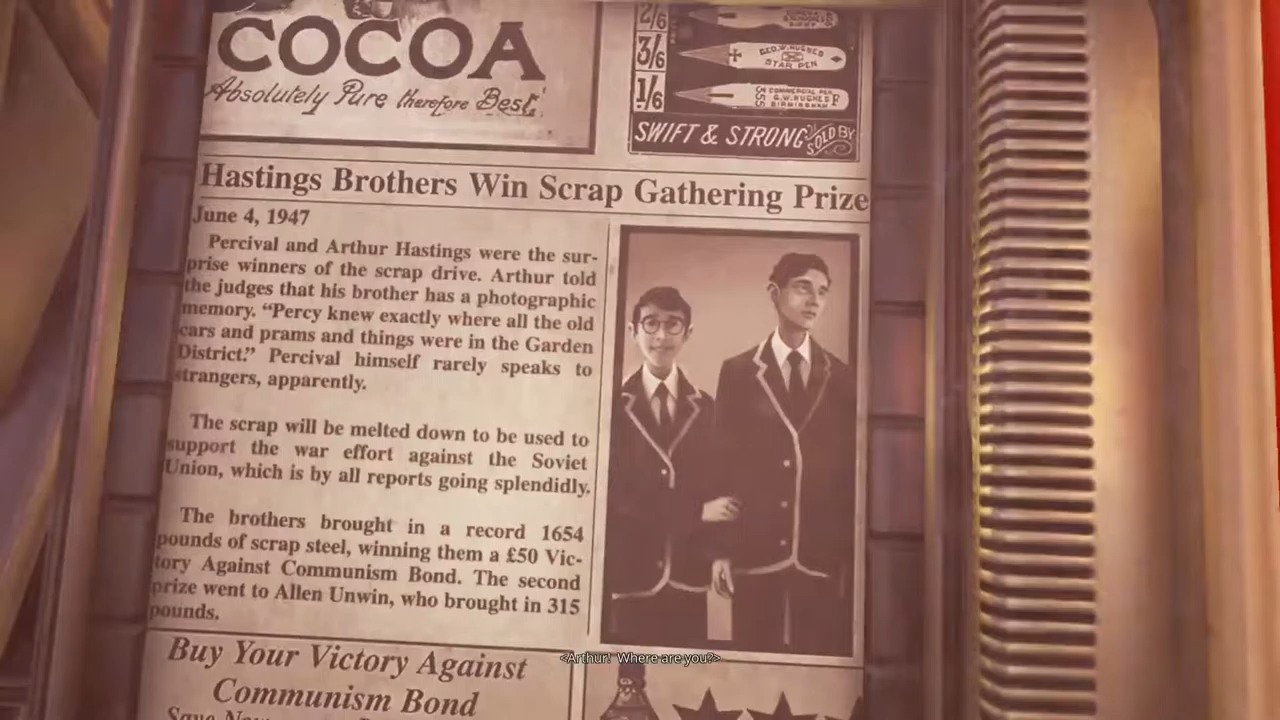 COCOA
Absolutely Pure therefore Best.
2/6
3/6
GEO. W. HUGHES
STAR PEN
1/6
COMMERCIAL PEN
G. W. HUGHES
BIRMINGHAM
SWIFT & STRONG SOLD BY
Hastings Brothers Win Scrap Gathering Prize
June 4, 1947
Percival and Arthur Hastings were the sur-
prise winners of the scrap drive. Arthur told
the judges that his brother has a photographic
memory. “Percy knew exactly where all the old
cars and prams and things were in the Garden
District.” Percival himself rarely speaks to
strangers, apparently.
The scrap will be melted down to be used to
support the war effort against the Soviet
Union, which is by all reports going splendidly.
The brothers brought in a record 1654
pounds of scrap steel, winning them a £50 Vic-
tory Against Communism Bond. The second
prize went to Allen Unwin, who brought in 315
pounds.
<Arthur! Where are you?>
Buy Your Victory Against
Communism Bond